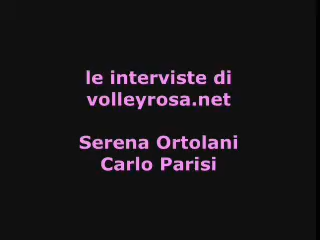 le interviste di
volleyrosa.net
Serena Ortolani
Carlo Parisi